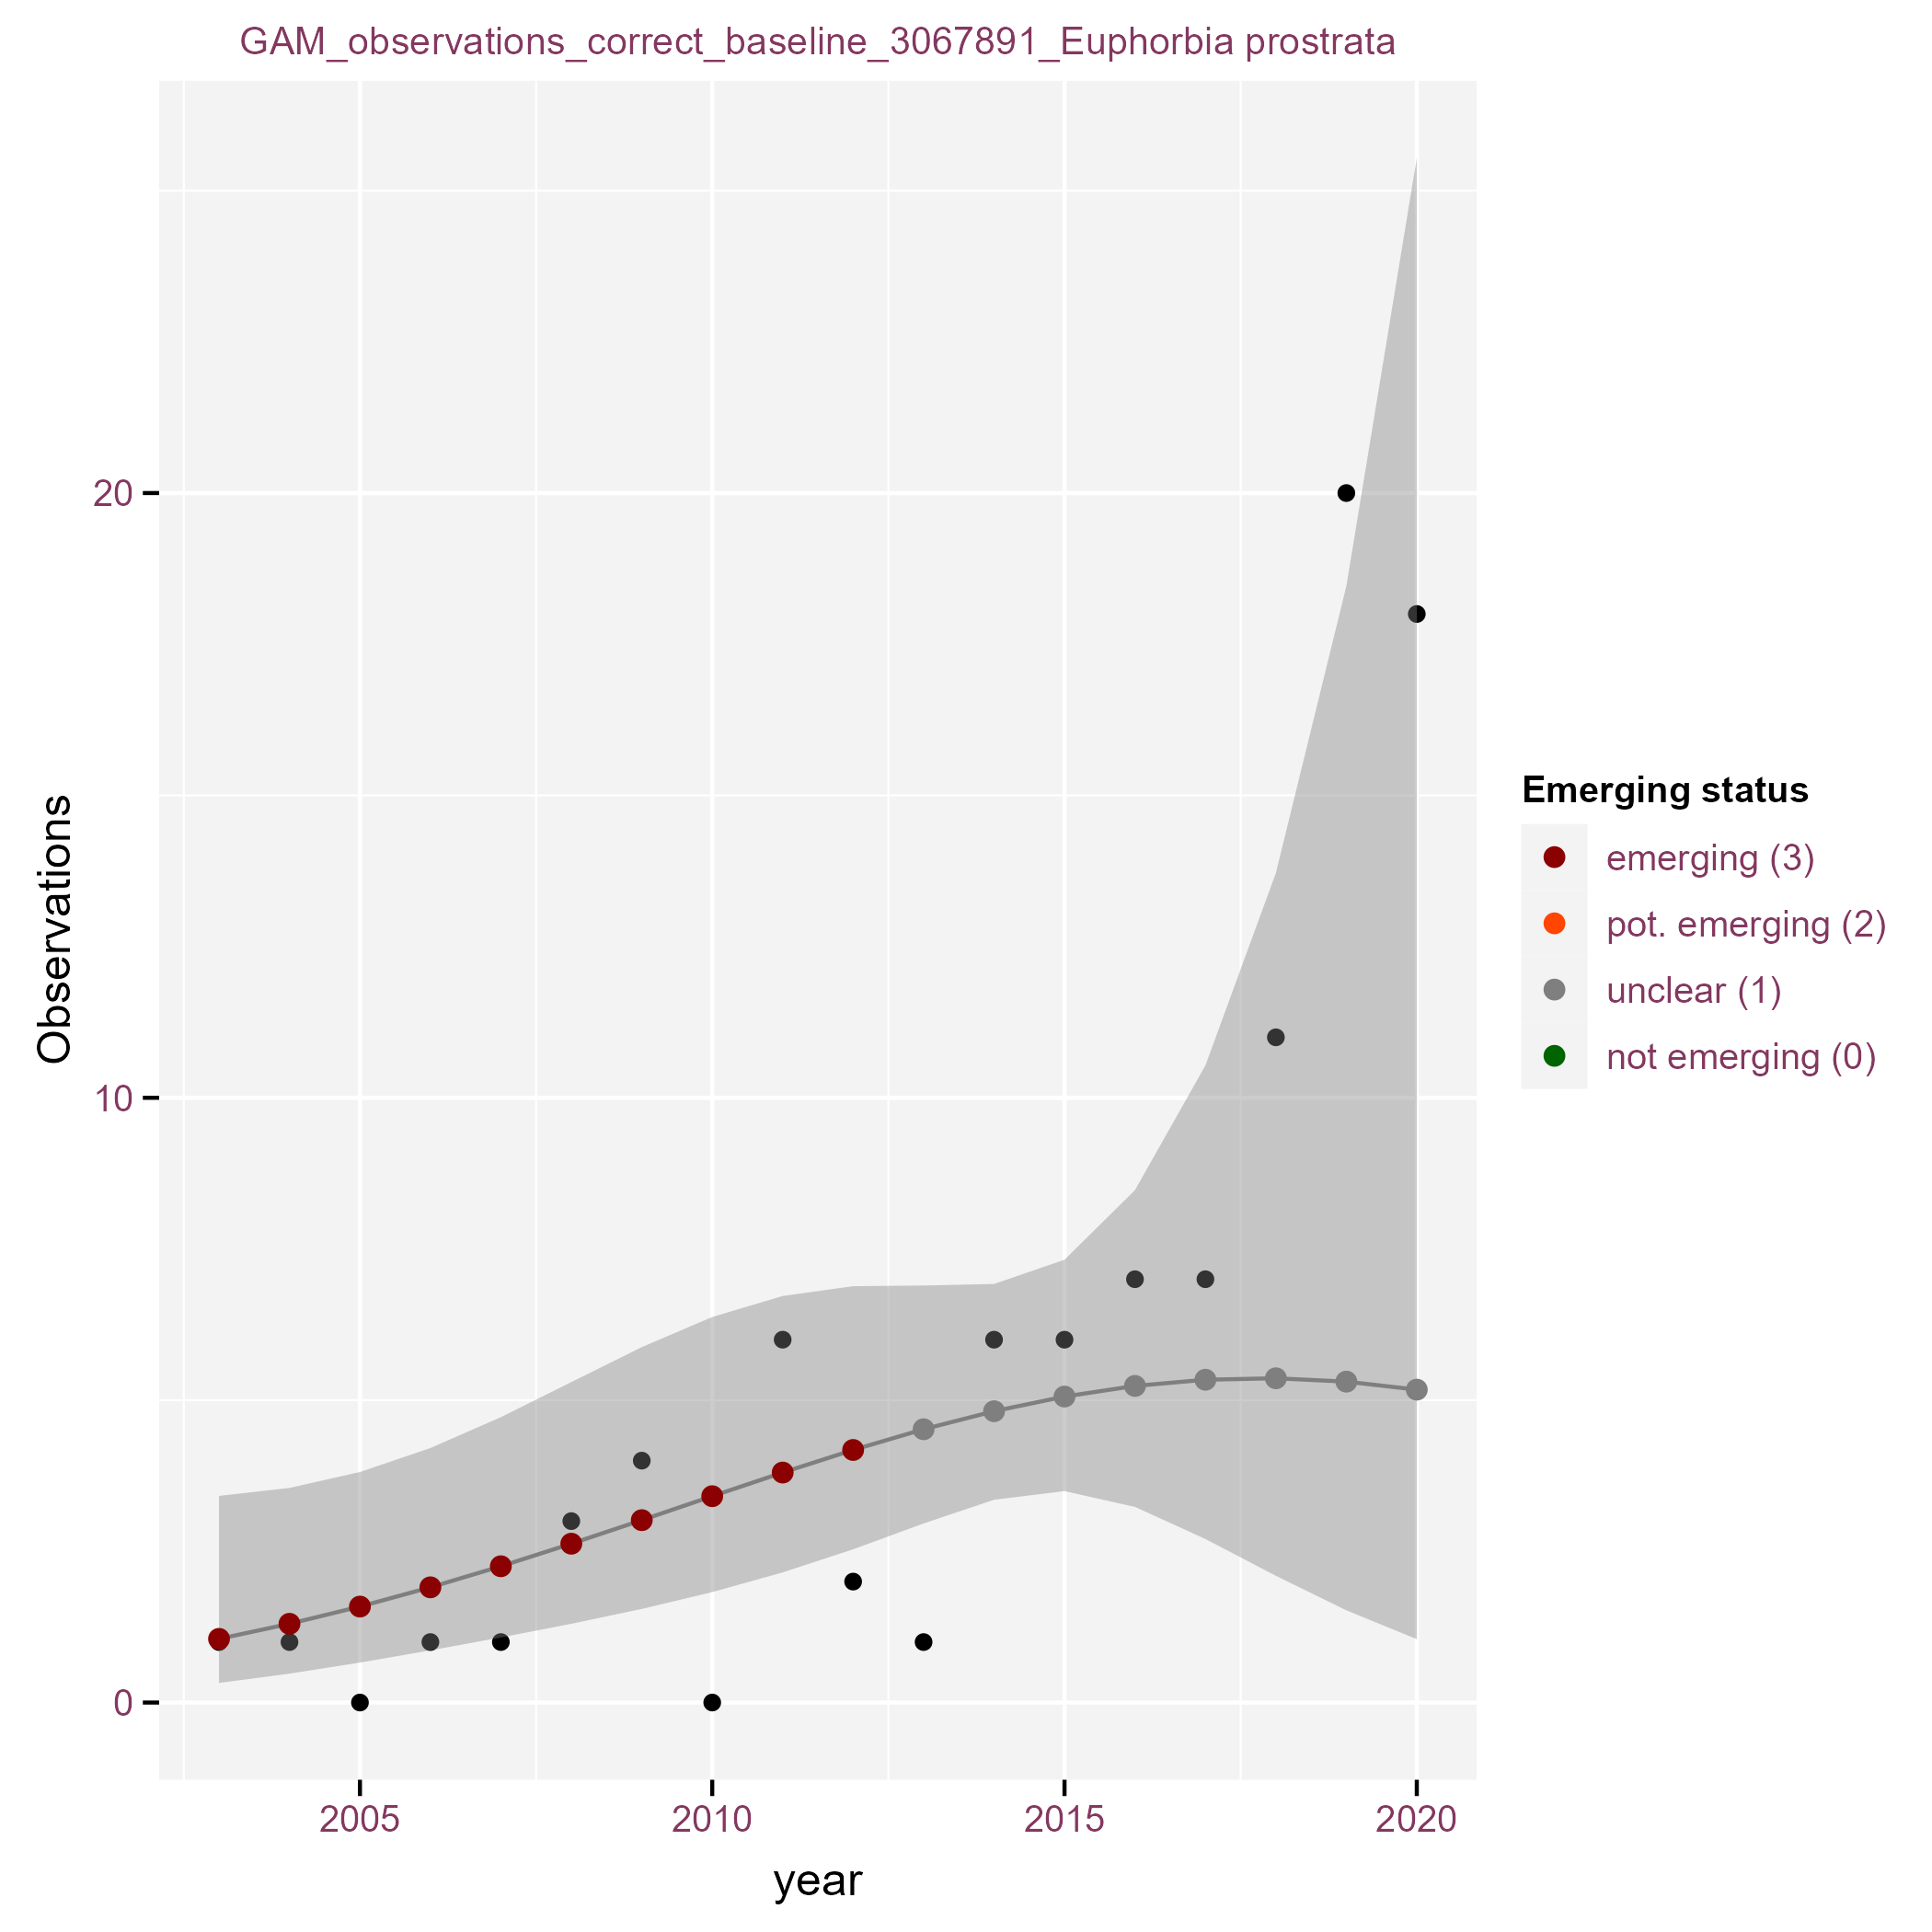 GAM_observations_correct_baseline_3067891_Euphorbia prostrata
Observations
20
10
0
2005
2010
2015
2020
year
Emerging status
emerging (3)
pot. emerging (2)
unclear (1)
not emerging (0)